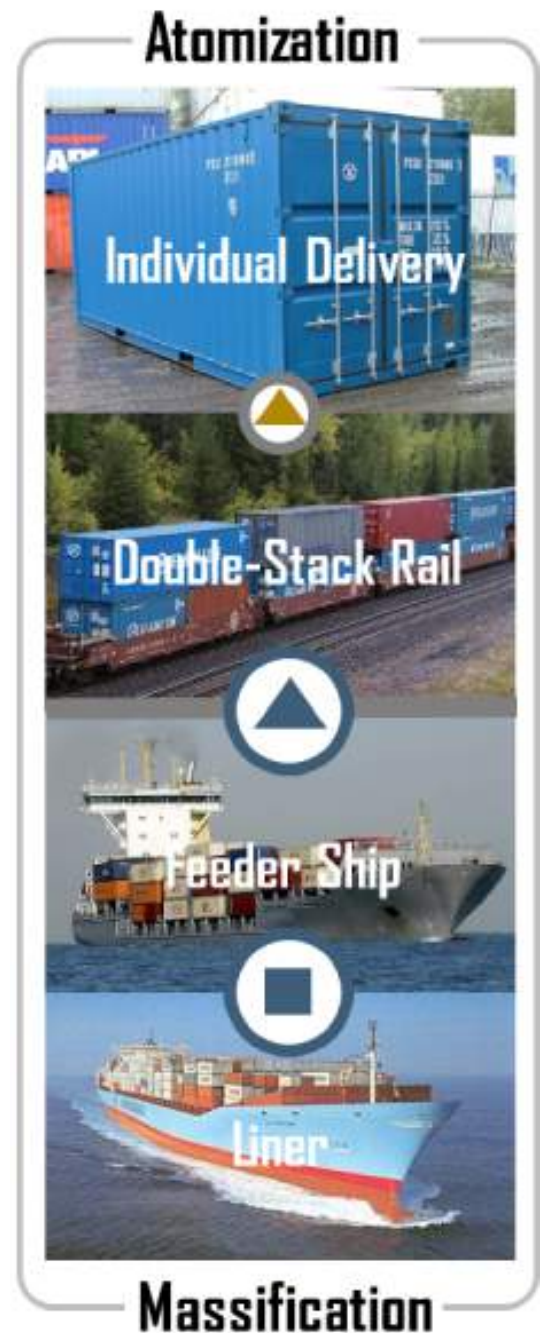 Atomization
Individual Delivery
Double-Stack Rail
Feeder Ship
Liner
Massification